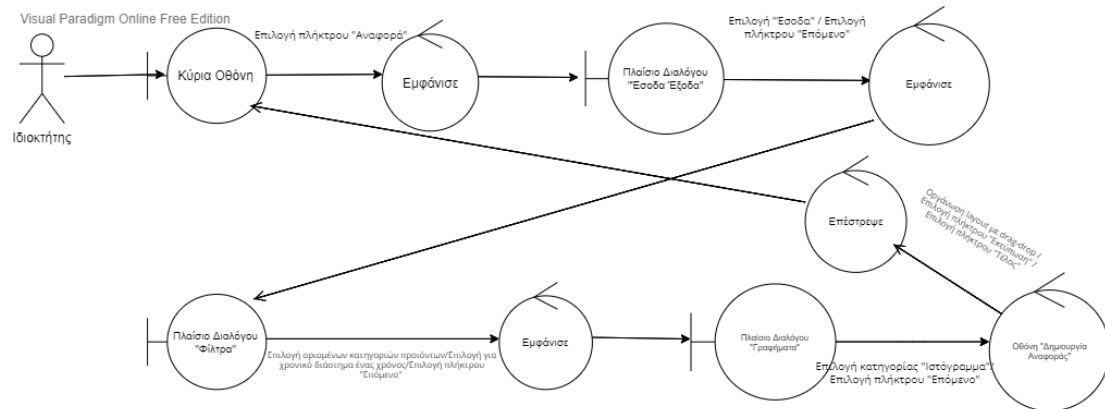 Visual Paradigm Online Free Edition
Ιδιοκτήτης
Κύρια Οθόνη
Επιλογή πλήκτρου "Αναφορά"
Εμφάνισε
Πλαίσιο Διαλόγου
"Έσοδα Έξοδα"
Επιλογή "Έσοδα" / Επιλογή
πλήκτρου "Επόμενο"
Εμφάνισε
Πλαίσιο Διαλόγου
"Φίλτρα"
Επιλογή ορισμένων κατηγοριών προιόντων/Επιλογή για
χρονικό διάστημα ένας χρόνος/Επιλογή πλήκτρου
"Επόμενο"
Εμφάνισε
Πλαίσιο Διαλόγου
"Γραφήματα"
Επιλογή κατηγορίας "Ιστόγραμμα"/
Επιλογή πλήκτρου "Επόμενο"
Οθόνη "Δημιουργία
Αναφοράς"
Οργάνωση layout με drag-drop /
Επιλογή πλήκτρου "Εκτύπωση" /
Επιλογή πλήκτρου "Τέλος"
Επέστρεψε